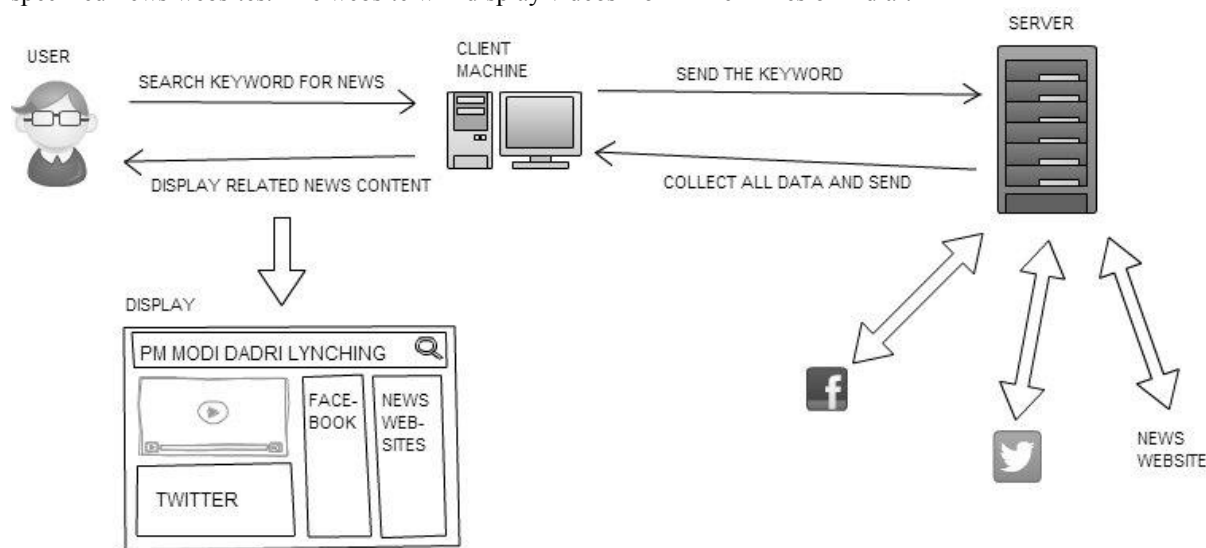 SERVER
USER
CLIENT
MACHINE
SEARCH KEYWORD FOR NEWS
SEND THE KEYWORD
DISPLAY RELATED NEWS CONTENT
COLLECT ALL DATA AND SEND
DISPLAY
PM MODI DADRI LYNCHING
FACE-
BOOK
NEWS
WEB-
SITES
TWITTER
f
NEWS
WEBSITE